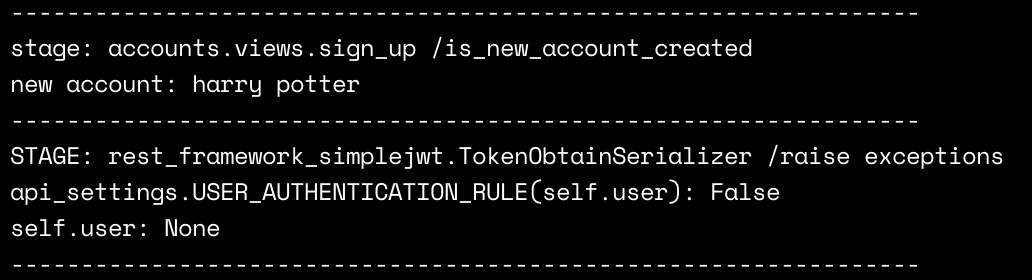 -----------------------------------------------------------------
stage: accounts.views.sign_up /is_new_account_created
new account: harry potter
-----------------------------------------------------------------
STAGE: rest_framework_simplejwt.TokenObtainSerializer /raise exceptions
api_settings.USER_AUTHENTICATION_RULE(self.user): False
self.user: None
-----------------------------------------------------------------